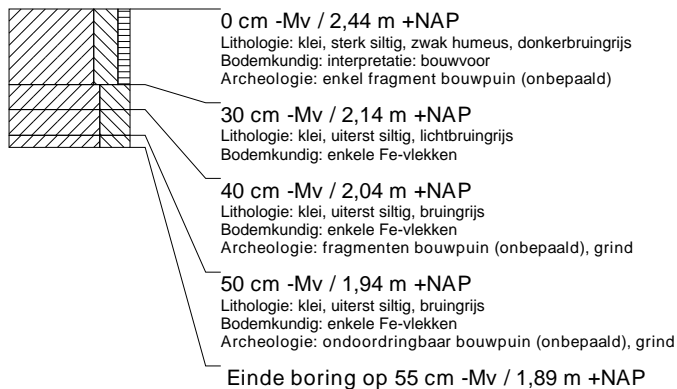 0 cm -Mv / 2,44 m +NAP
Lithologie: klei, sterk siltig, zwak humeus, donkerbruingrijs
Bodemkundig: interpretatie: bouwvoor
Archeologie: enkel fragment bouwpuin (onbepaald)
30 cm -Mv / 2,14 m +NAP
Lithologie: klei, uiterst siltig, lichtbruingrijs
Bodemkundig: enkele Fe-vlekken
40 cm -Mv / 2,04 m +NAP
Lithologie: klei, uiterst siltig, bruingrijs
Bodemkundig: enkele Fe-vlekken
Archeologie: fragmenten bouwpuin (onbepaald), grind
50 cm -Mv / 1,94 m +NAP
Lithologie: klei, uiterst siltig, bruingrijs
Bodemkundig: enkele Fe-vlekken
Archeologie: ondoordringbaar bouwpuin (onbepaald), grind
Einde boring op 55 cm -Mv / 1,89 m +NAP